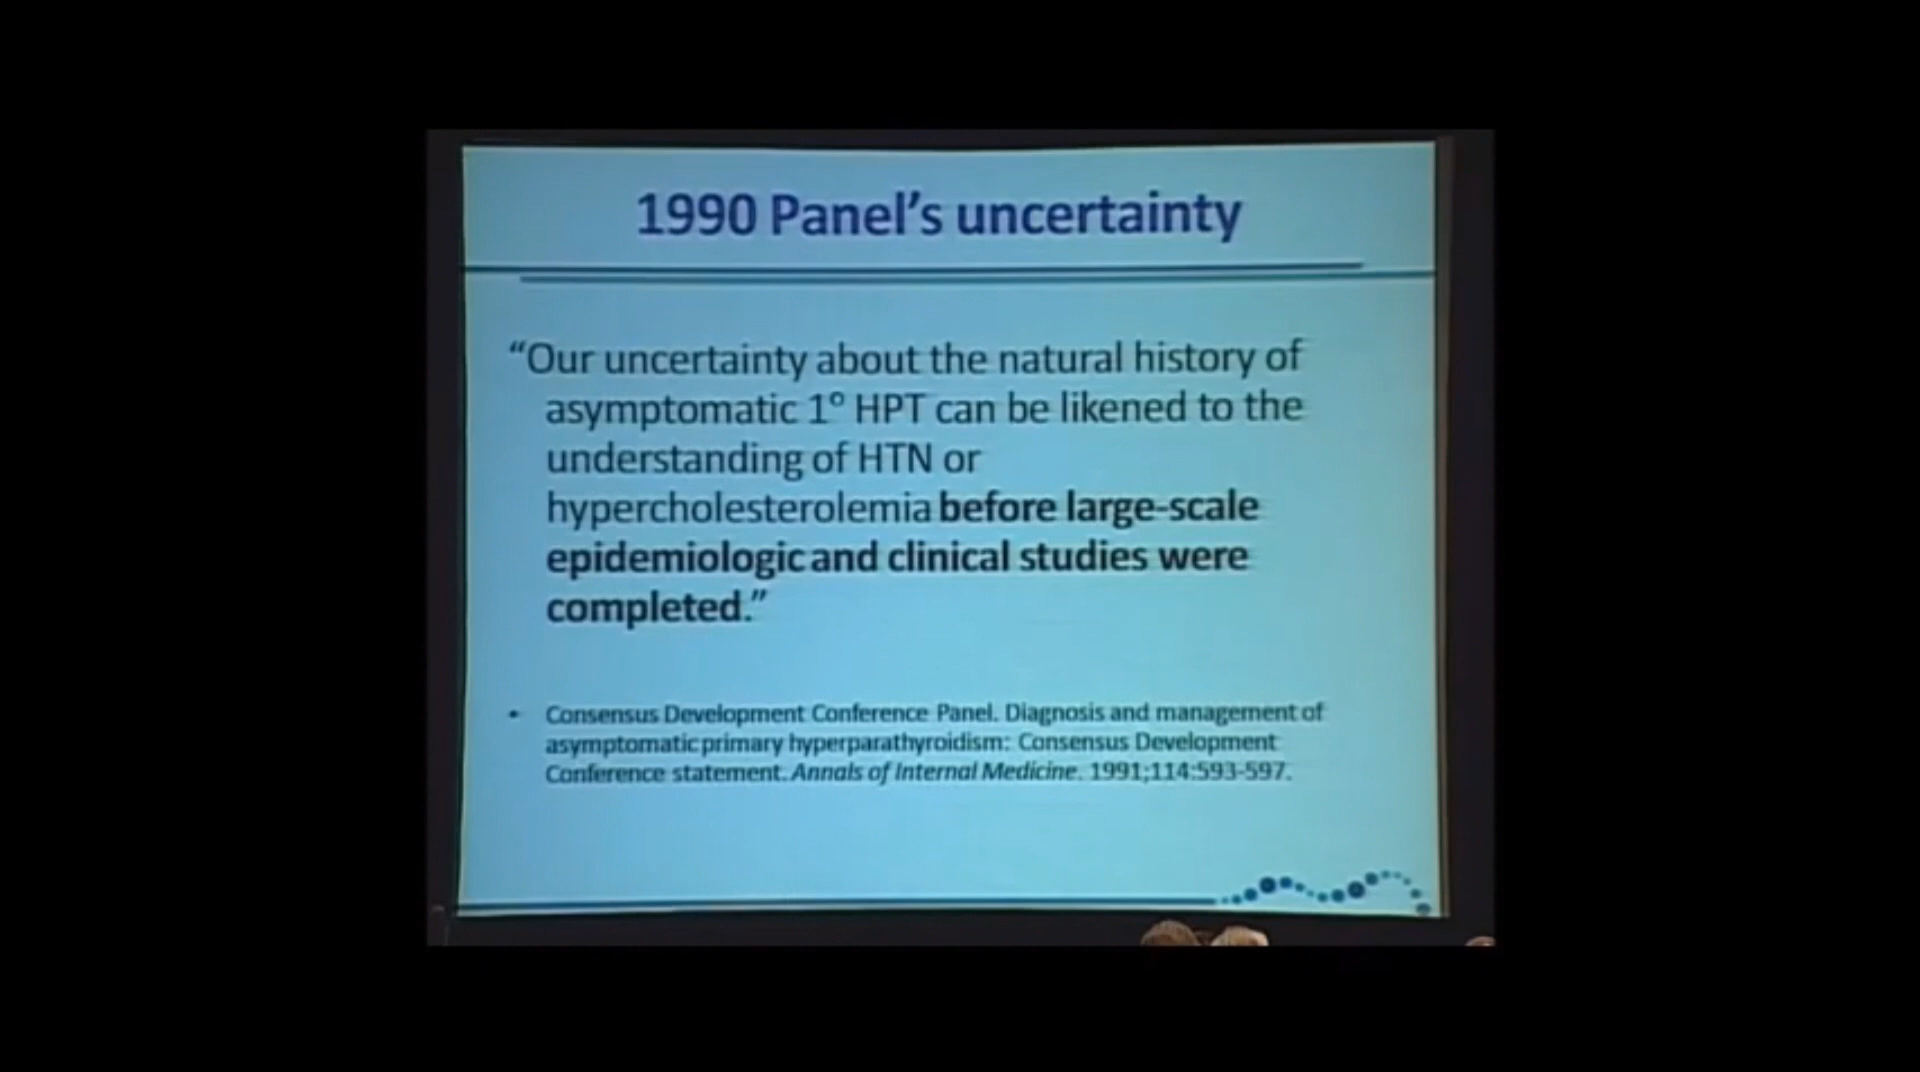 1990 Panel's uncertainty
“Our uncertainty about the natural history of
asymptomatic 1° HPT can be likened to the
understanding of HTN or
hypercholesterolemia before large-scale
epidemiologic and clinical studies were
completed.”
• Consensus Development Conference Panel. Diagnosis and management of
asymptomatic primary hyperparathyroidism: Consensus Development
Conference statement. Annals of Internal Medicine. 1991;114:593-597.